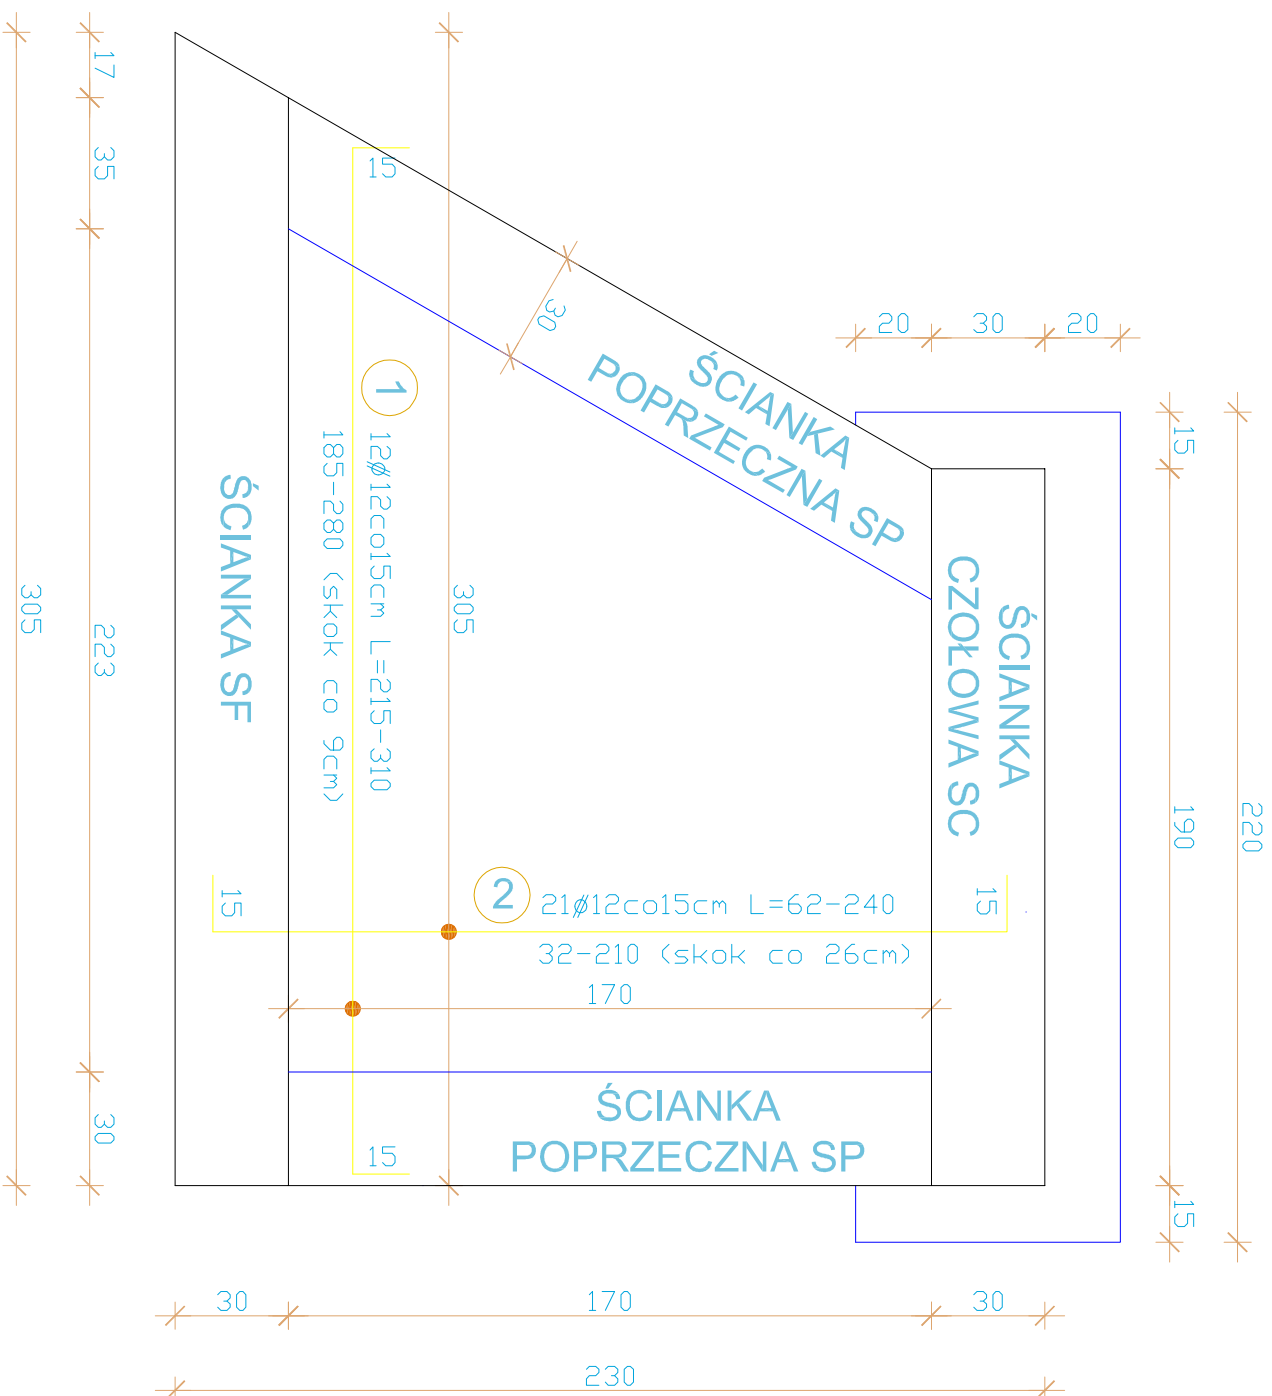 17
35
223
30
305
305
15
15
30
ŚCIANKA
POPRZECZNA SP
20
30
20
15
190
15
220
1
12ø12co15cm L=215-310
185-280 (skok co 9cm)
ŚCIANKA SF
ŚCIANKA
CZOŁOWA SC
15
15
2
21ø12co15cm L=62-240
32-210 (skok co 26cm)
170
ŚCIANKA
POPRZECZNA SP
30
170
30
230